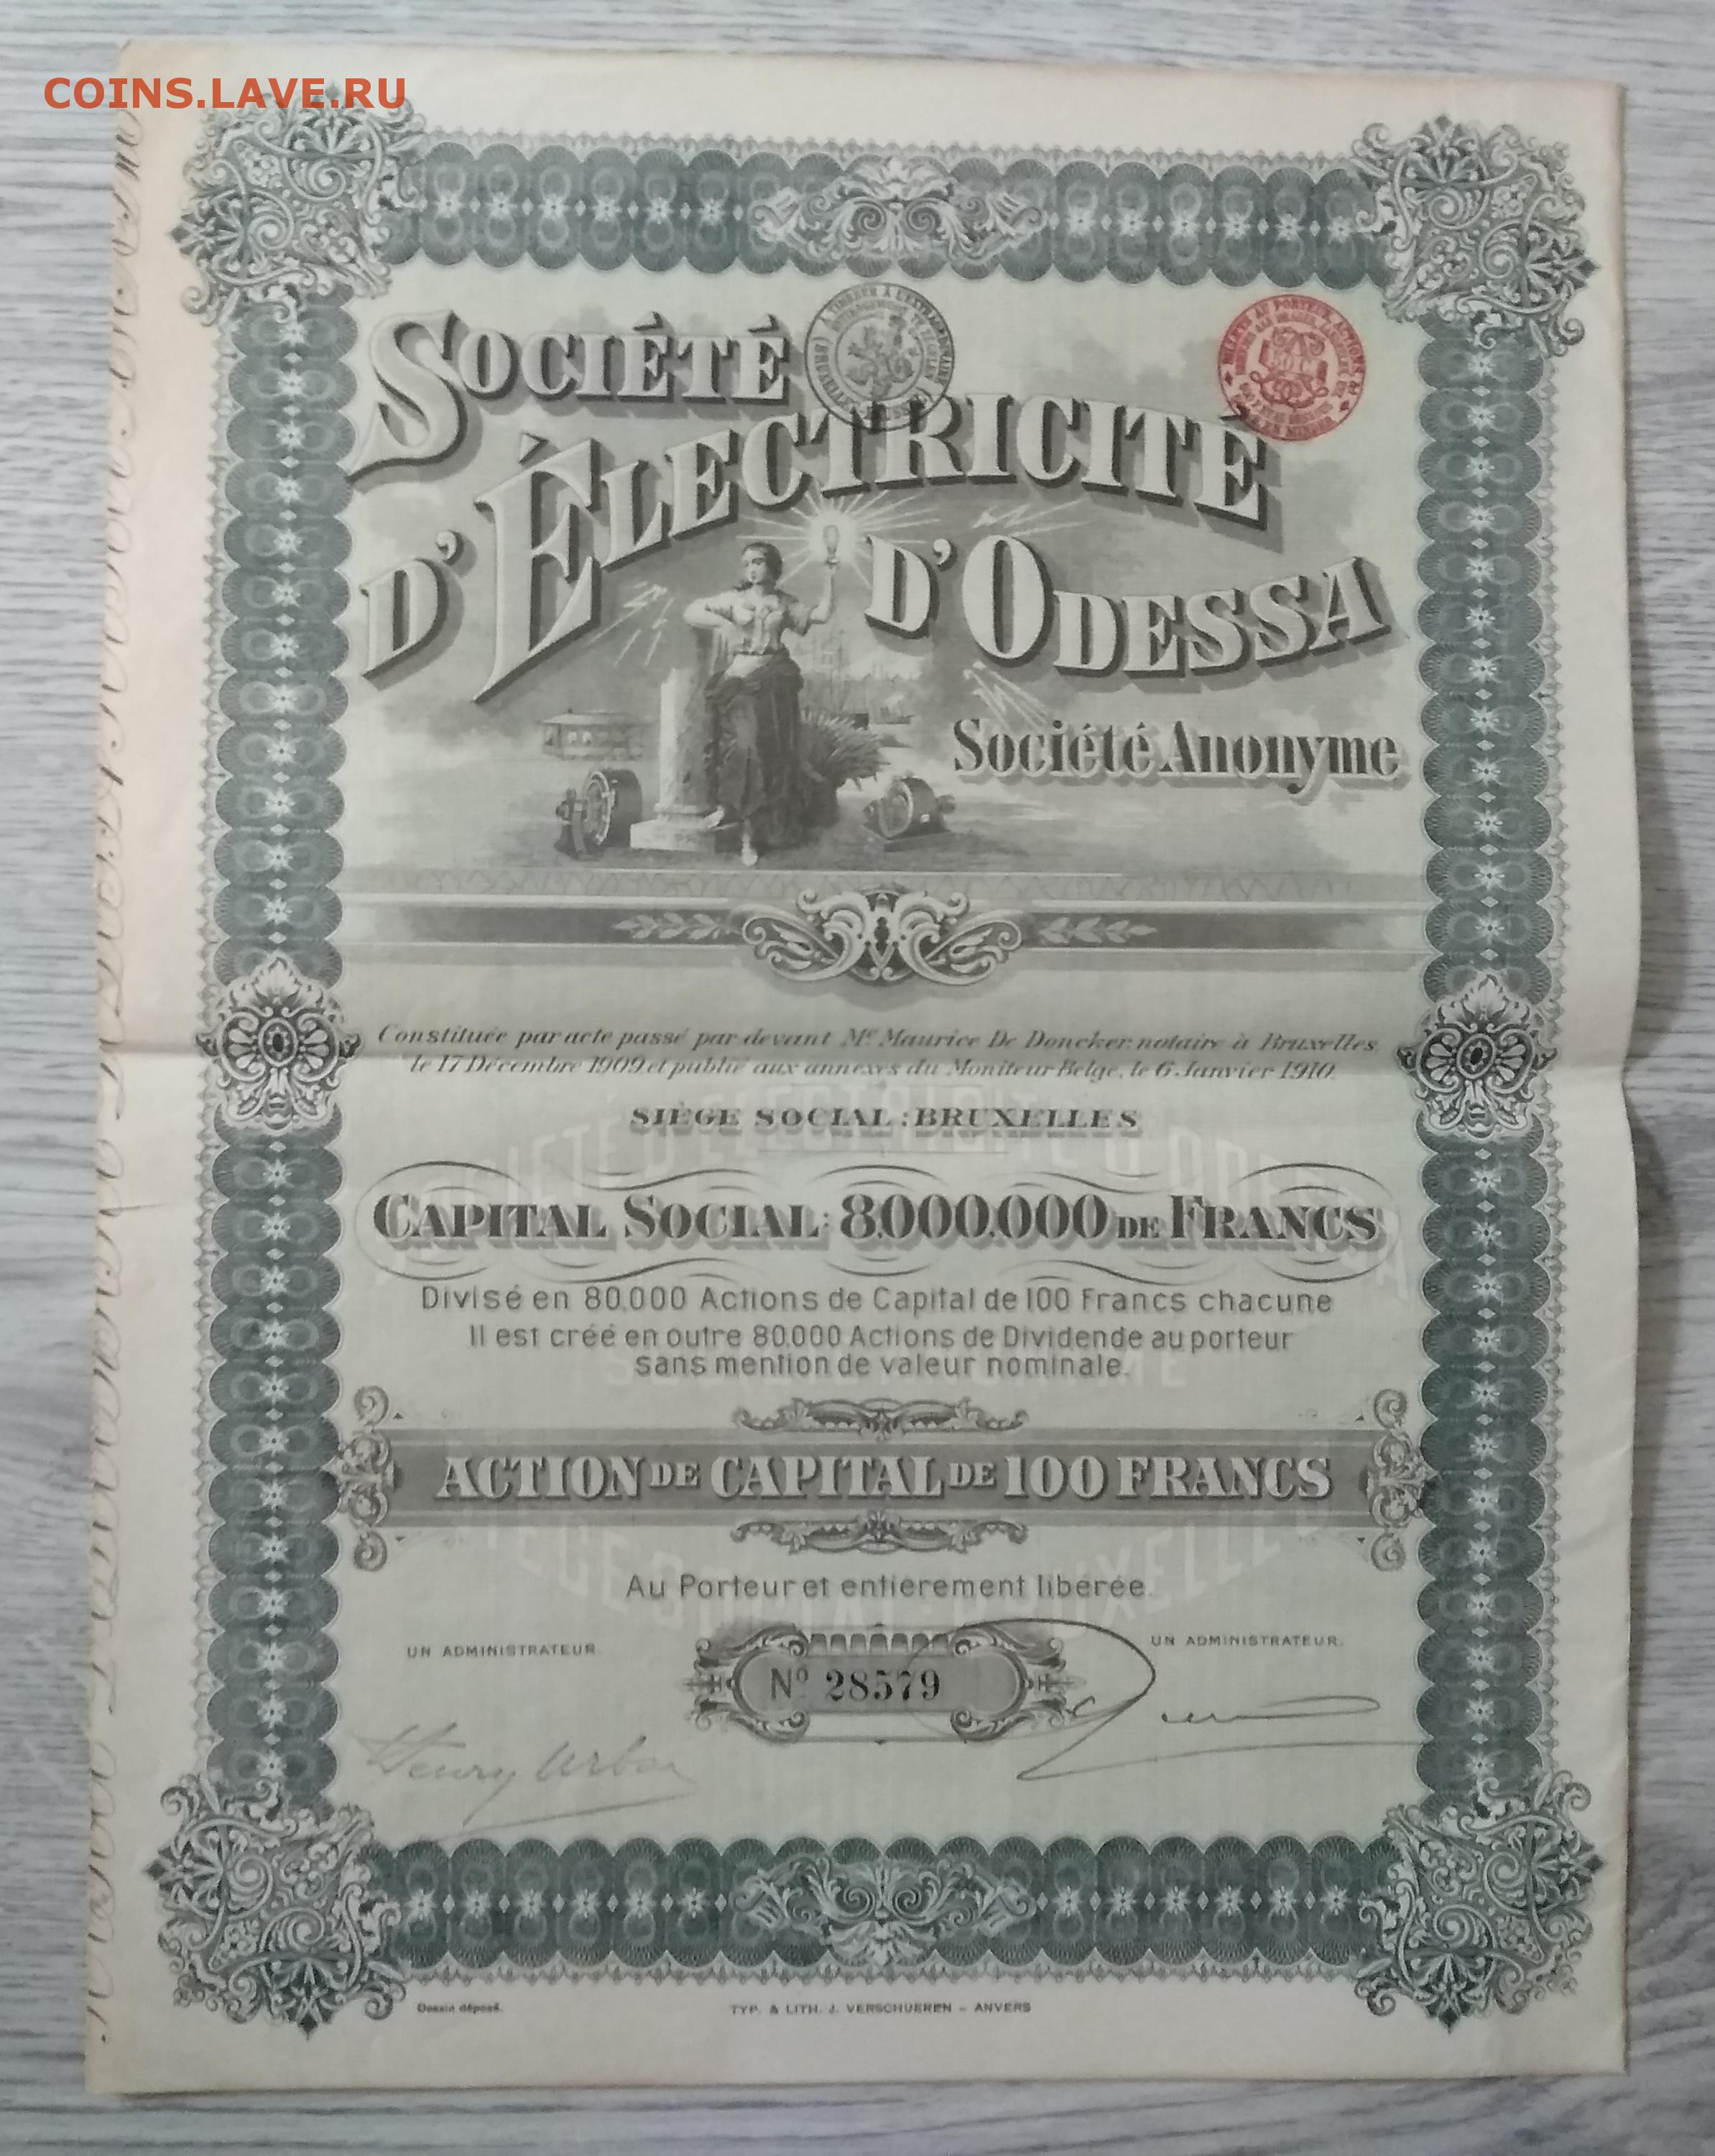 COINS.LAVE.RU
SOCIÉTÉ
D'ÉLECTRICITÉ
D'ODESSA
Société Anonyme
Constituée par acte passé par devant Me Maurice De Doncker, notaire à Bruxelles,
le 17 Décembre 1909 et publié aux annexes du Moniteur Belge, le 6 Janvier 1910.
SIÈGE SOCIAL : BRUXELLES
CAPITAL SOCIAL : 8.000.000 DE FRANCS
Divisé en 80.000 Actions de Capital de 100 Francs chacune
Il est créé en outre 80.000 Actions de Dividende au porteur
sans mention de valeur nominale.
ACTION DE CAPITAL DE 100 FRANCS
Au Porteur et entièrement libérée.
UN ADMINISTRATEUR
UN ADMINISTRATEUR.
No 28579
Henry Urban
Dessin déposé.
TYP. & LITH. J. VERSCHUEREN - ANVERS